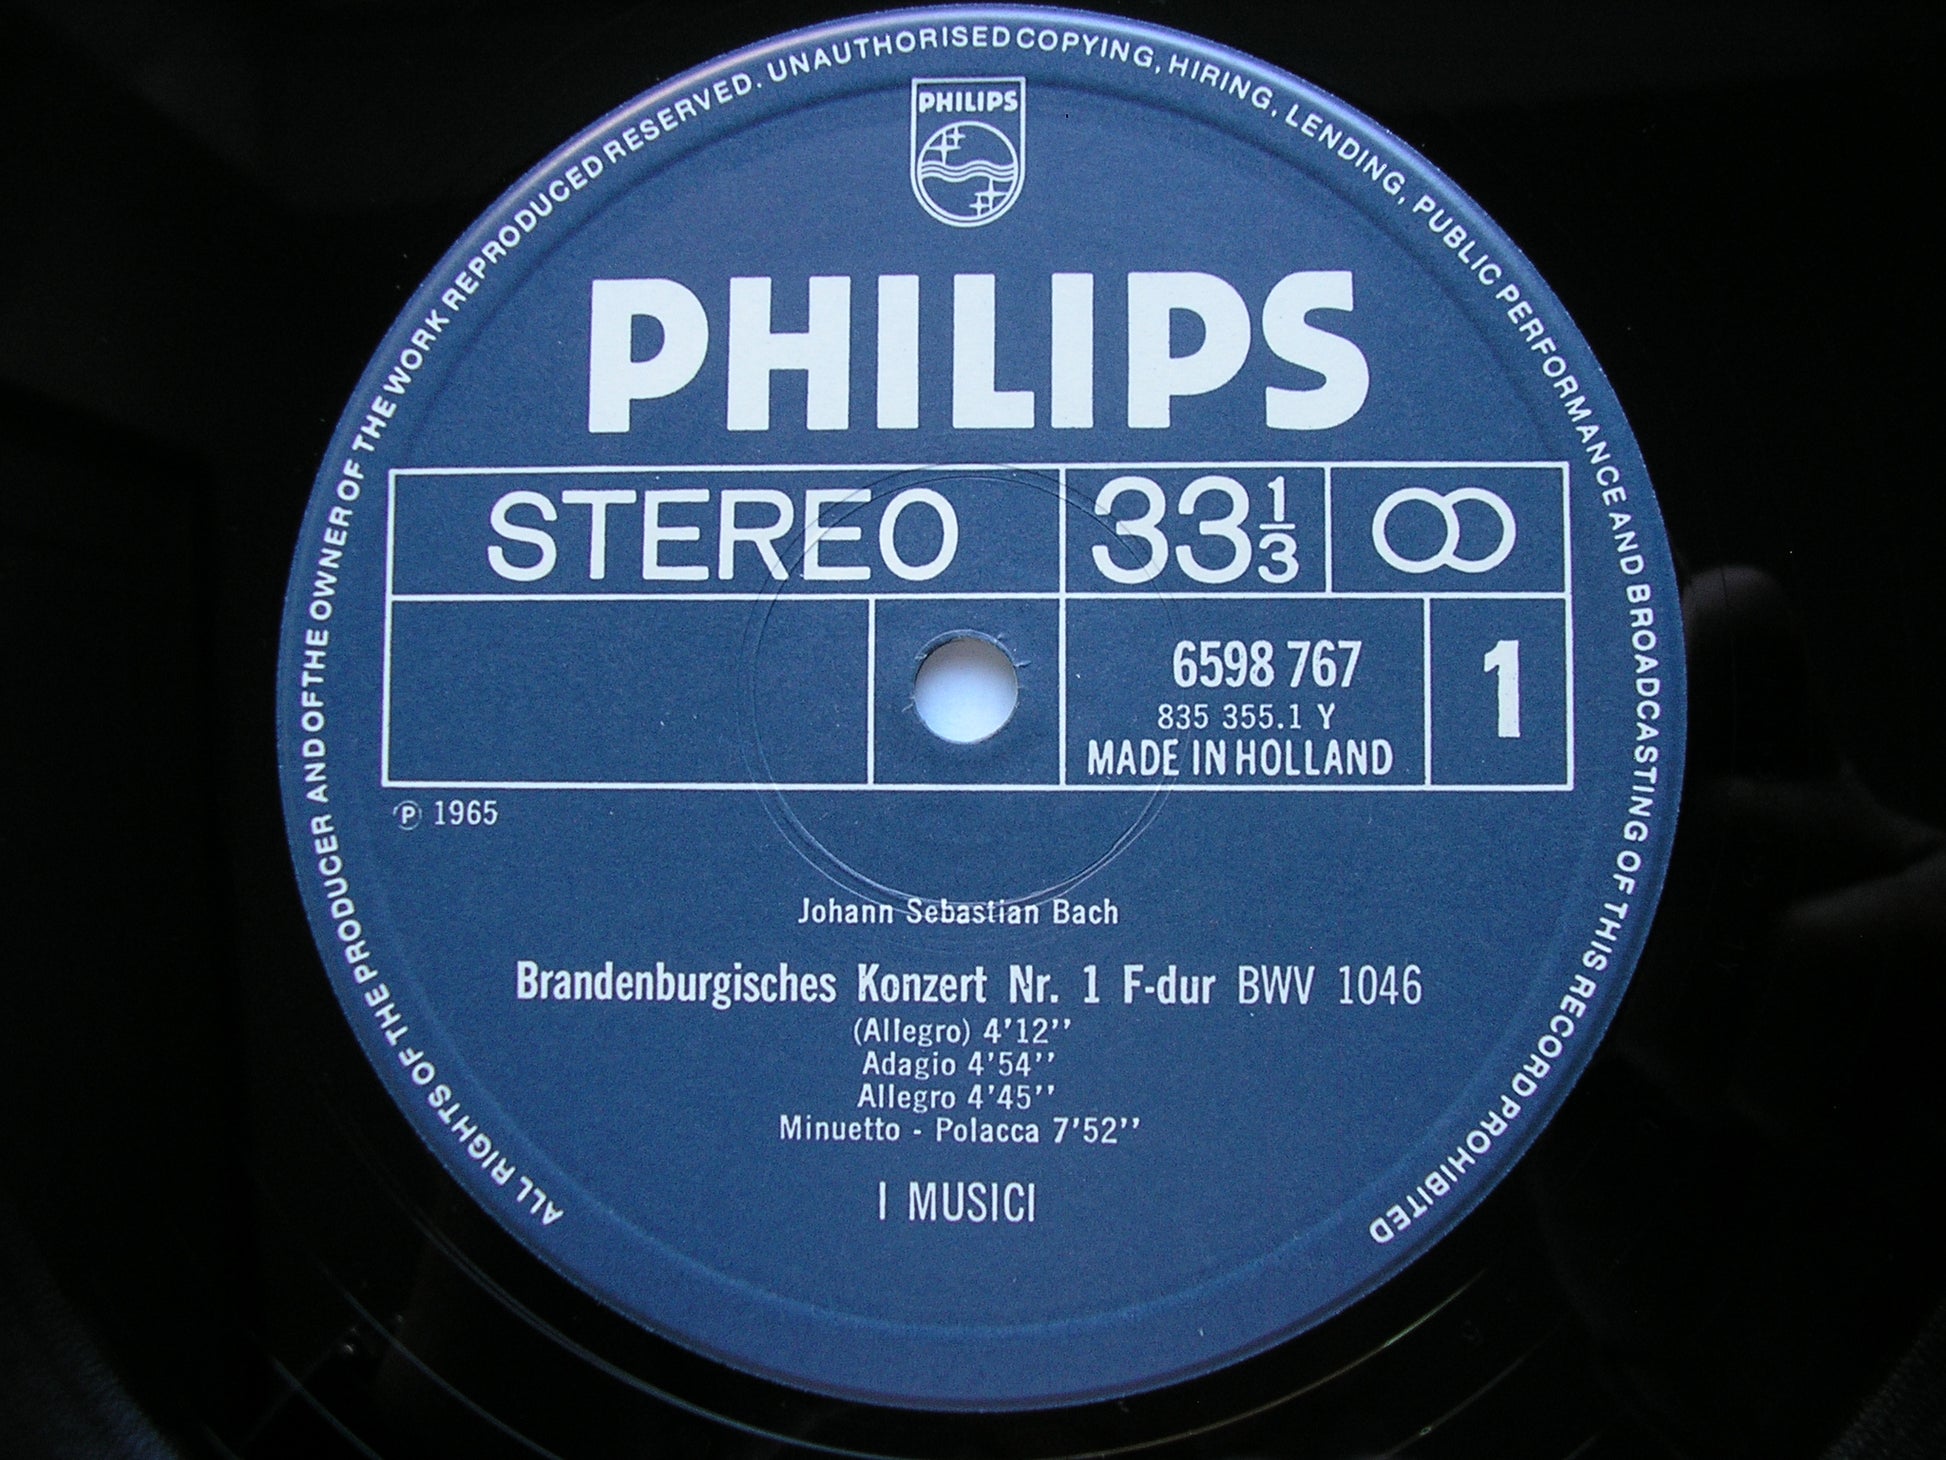 ALL RIGHTS OF THE PRODUCER AND OF THE OWNER OF THE WORK REPRODUCED RESERVED. UNAUTHORISED COPYING, HIRING, LENDING, PUBLIC PERFORMANCE AND BROADCASTING OF THIS RECORD PROHIBITED
PHILIPS
PHILIPS
STEREO 33 1/3
6598 767 1
835 355.1 Y
MADE IN HOLLAND
℗ 1965
Johann Sebastian Bach
Brandenburgisches Konzert Nr. 1 F-dur BWV 1046
(Allegro) 4'12''
Adagio 4'54''
Allegro 4'45''
Minuetto - Polacca 7'52''
I MUSICI